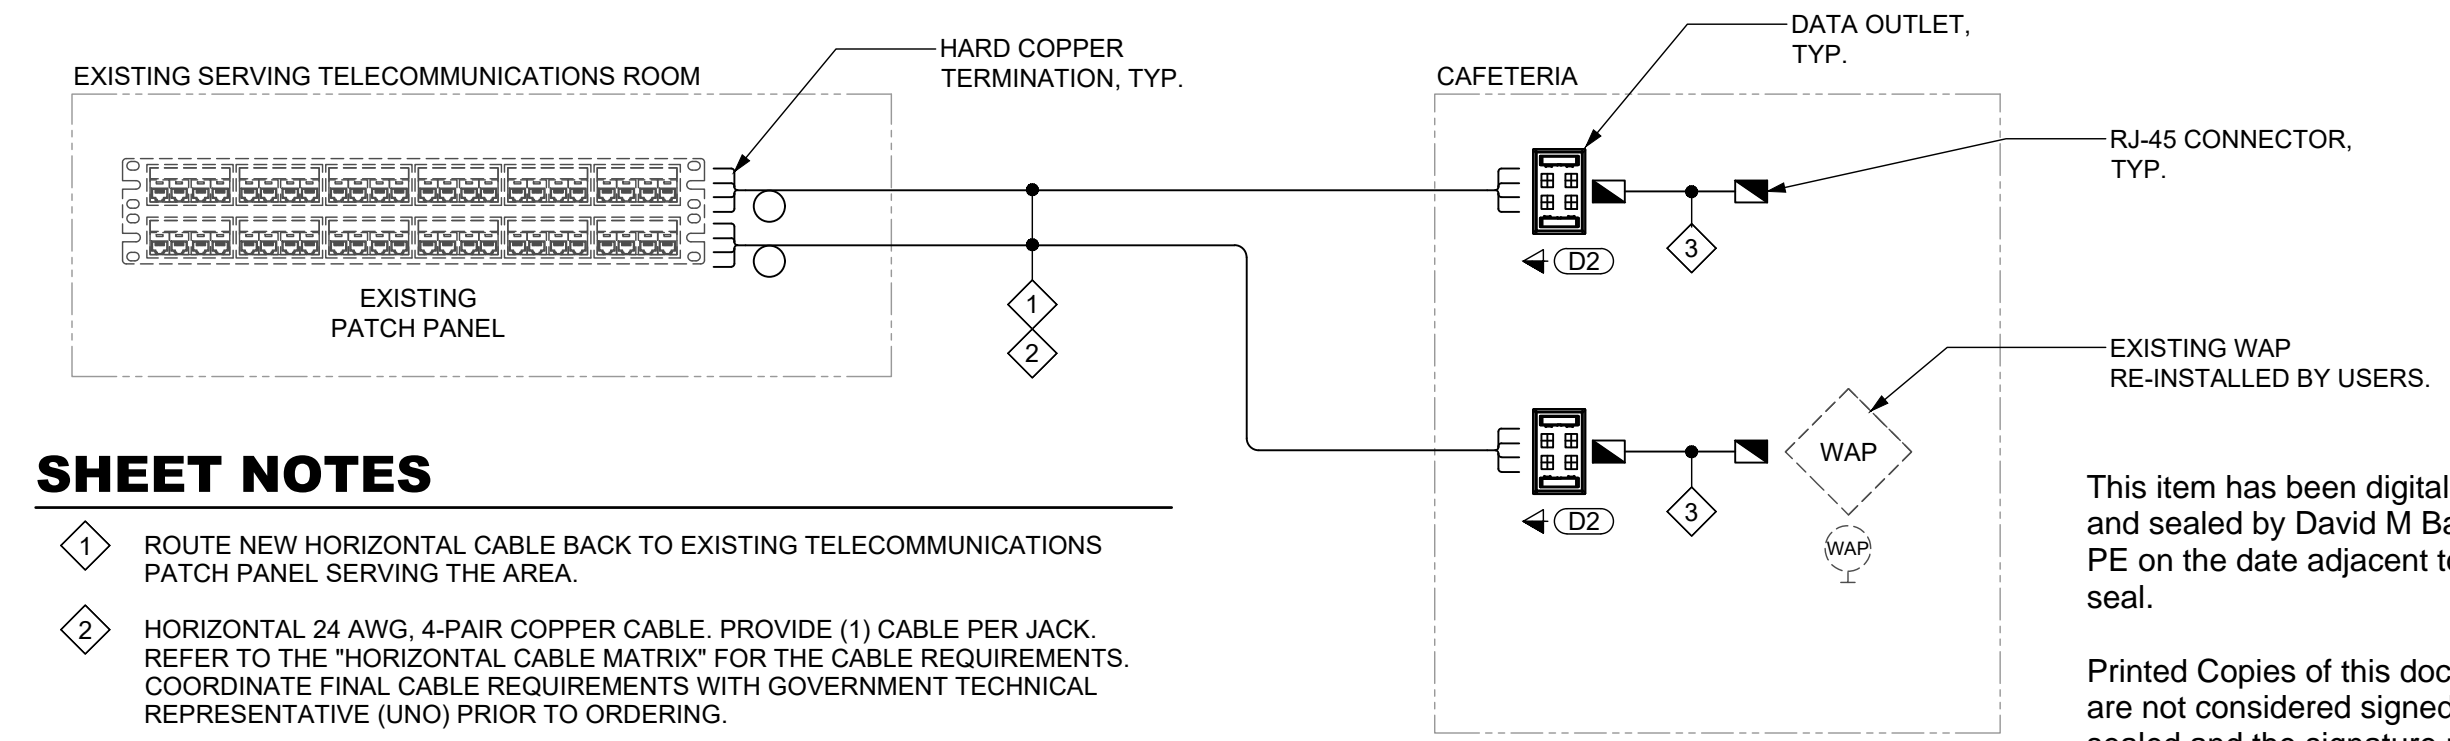 EXISTING SERVING TELECOMMUNICATIONS ROOM
HARD COPPER
TERMINATION, TYP.
CAFETERIA
DATA OUTLET,
TYP.
RJ-45 CONNECTOR,
TYP.
D2
3
EXISTING
PATCH PANEL
1
2
EXISTING WAP
RE-INSTALLED BY USERS.
WAP
D2
3
WAP
SHEET NOTES
1 ROUTE NEW HORIZONTAL CABLE BACK TO EXISTING TELECOMMUNICATIONS
PATCH PANEL SERVING THE AREA.
2 HORIZONTAL 24 AWG, 4-PAIR COPPER CABLE. PROVIDE (1) CABLE PER JACK.
REFER TO THE "HORIZONTAL CABLE MATRIX" FOR THE CABLE REQUIREMENTS.
COORDINATE FINAL CABLE REQUIREMENTS WITH GOVERNMENT TECHNICAL
REPRESENTATIVE (UNO) PRIOR TO ORDERING.
This item has been digital
and sealed by David M Ba
PE on the date adjacent t
seal.
Printed Copies of this doc
are not considered signed
sealed and the signature